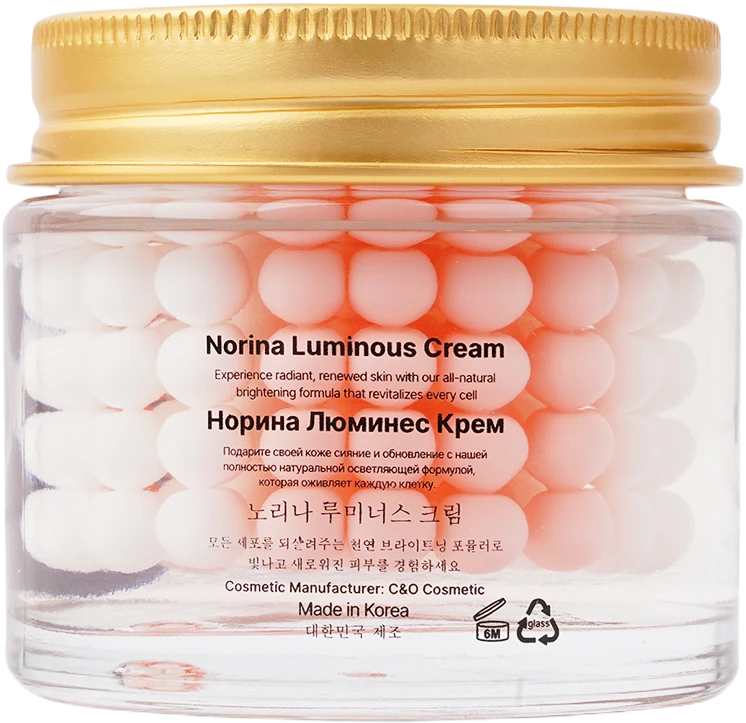 Norina Luminous Cream
Experience radiant, renewed skin with our all-natural
brightening formula that revitalizes every cell
Норина Люминес Крем
Подарите своей коже сияние и обновление с нашей
полностью натуральной осветляющей формулой,
которая оживляет каждую клетку.
노리나 루미너스 크림
모든 세포를 되살려주는 천연 브라이트닝 포뮬러로
빛나고 새로워진 피부를 경험하세요
Cosmetic Manufacturer: C&O Cosmetic
Made in Korea
대한민국 제조
6M
glass